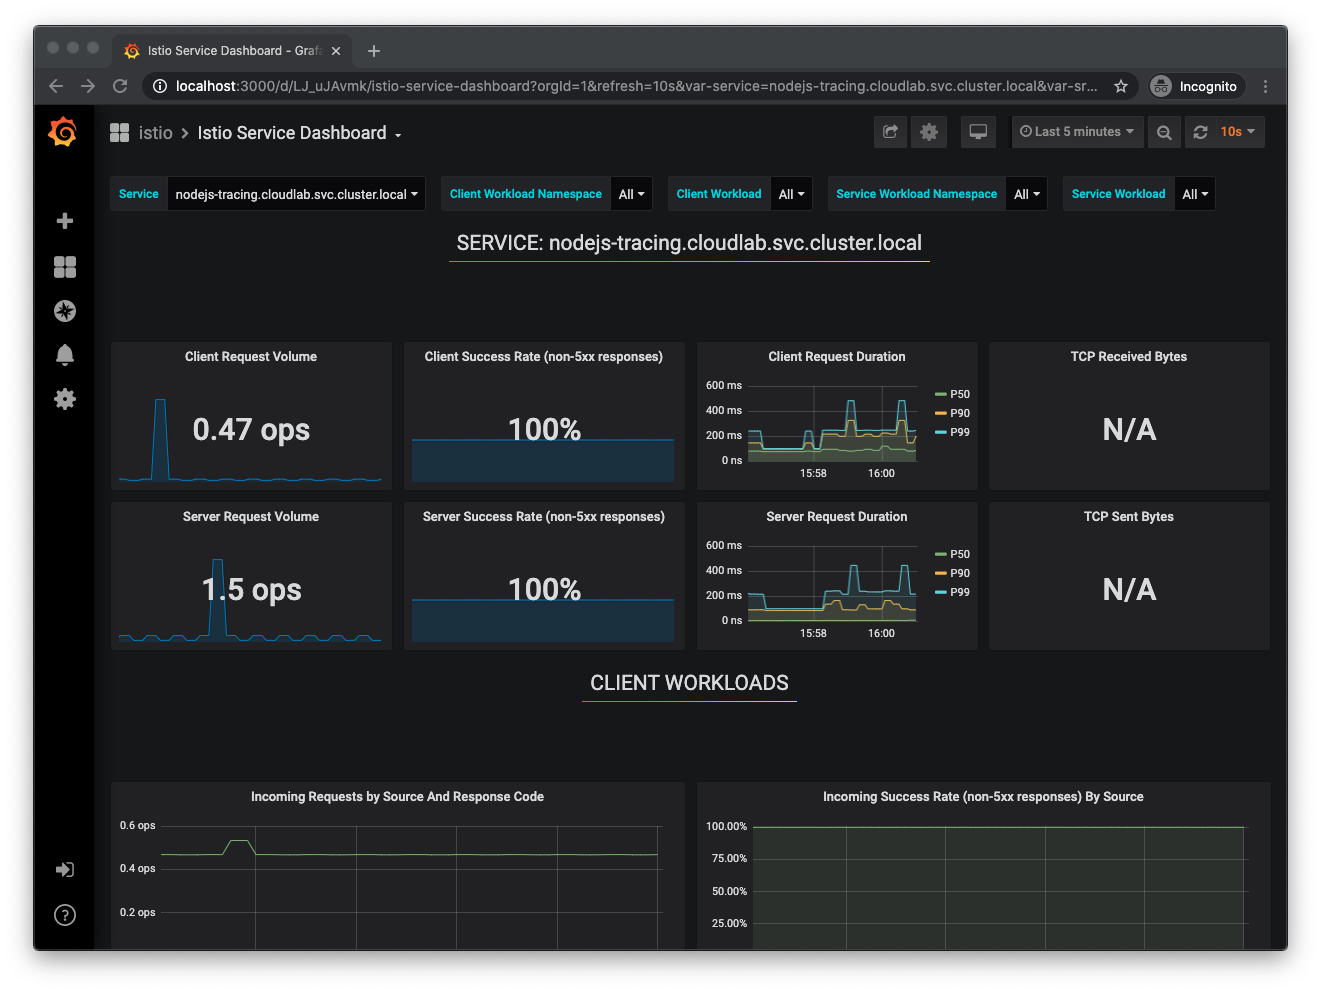 Istio Service Dashboard - Grafa
localhost:3000/d/LJ_uJAvmk/istio-service-dashboard?orgId=1&refresh=10s&var-service=nodejs-tracing.cloudlab.svc.cluster.local&var-sr...
Incognito
istio > Istio Service Dashboard
Last 5 minutes
10s
Service nodejs-tracing.cloudlab.svc.cluster.local
Client Workload Namespace All
Client Workload All
Service Workload Namespace All
Service Workload All
SERVICE: nodejs-tracing.cloudlab.svc.cluster.local
Client Request Volume
0.47 ops
Client Success Rate (non-5xx responses)
100%
Client Request Duration
600 ms
400 ms
200 ms
0 ns
15:58 16:00
P50
P90
P99
TCP Received Bytes
N/A
Server Request Volume
1.5 ops
Server Success Rate (non-5xx responses)
100%
Server Request Duration
600 ms
400 ms
200 ms
0 ns
15:58 16:00
P50
P90
P99
TCP Sent Bytes
N/A
CLIENT WORKLOADS
Incoming Requests by Source And Response Code
0.6 ops
0.4 ops
0.2 ops
Incoming Success Rate (non-5xx responses) By Source
100.00%
75.00%
50.00%
25.00%